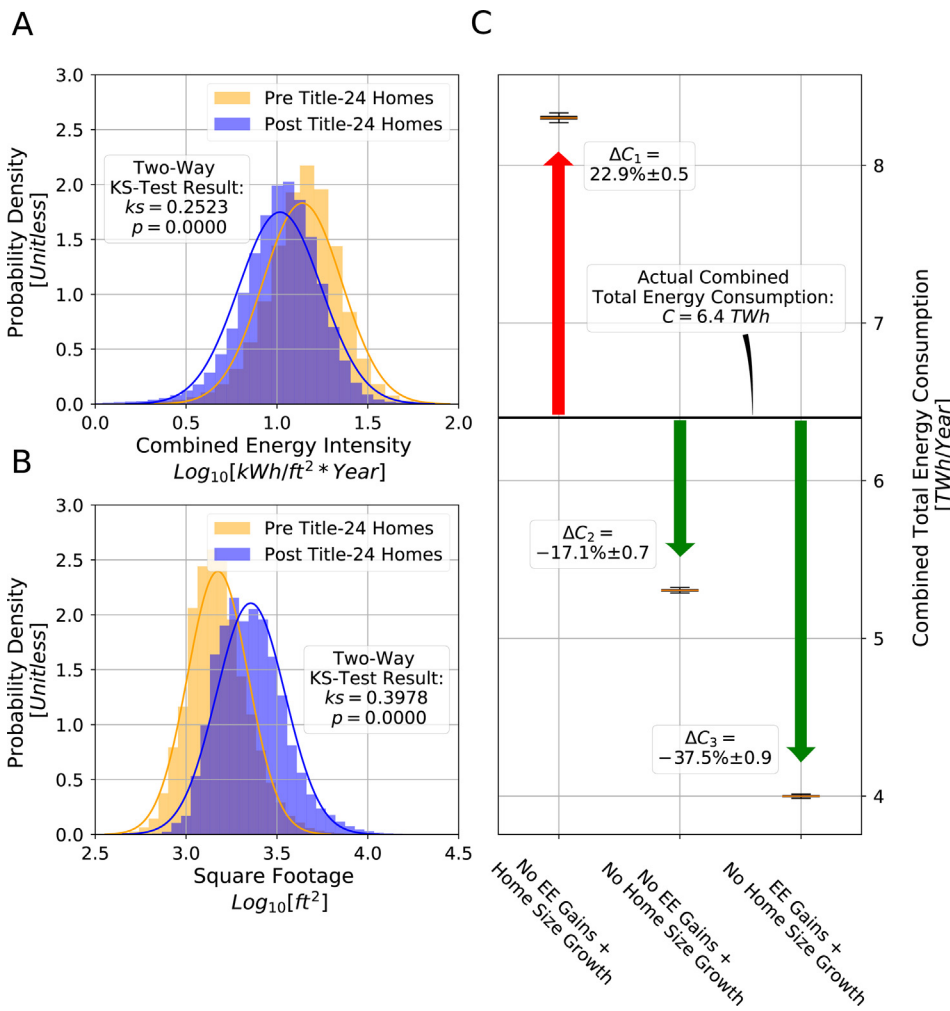 A
Probability Density
[Unitless]
3.0
2.5
2.0
1.5
1.0
0.5
0.0
Pre Title-24 Homes
Post Title-24 Homes
Two-Way
KS-Test Result:
ks = 0.2523
p = 0.0000
0.0 0.5 1.0 1.5 2.0
Combined Energy Intensity
Log₁₀[kWh/ft² * Year]
B
Probability Density
[Unitless]
3.0
2.5
2.0
1.5
1.0
0.5
0.0
Pre Title-24 Homes
Post Title-24 Homes
Two-Way
KS-Test Result:
ks = 0.3978
p = 0.0000
2.5 3.0 3.5 4.0 4.5
Square Footage
Log₁₀[ft²]
C
ΔC₁ =
22.9%±0.5
Actual Combined
Total Energy Consumption:
C = 6.4 TWh
ΔC₂ =
−17.1%±0.7
ΔC₃ =
−37.5%±0.9
8
7
6
5
4
Combined Total Energy Consumption
[TWh/Year]
No EE Gains +
Home Size Growth
No EE Gains +
No Home Size Growth
EE Gains +
No Home Size Growth